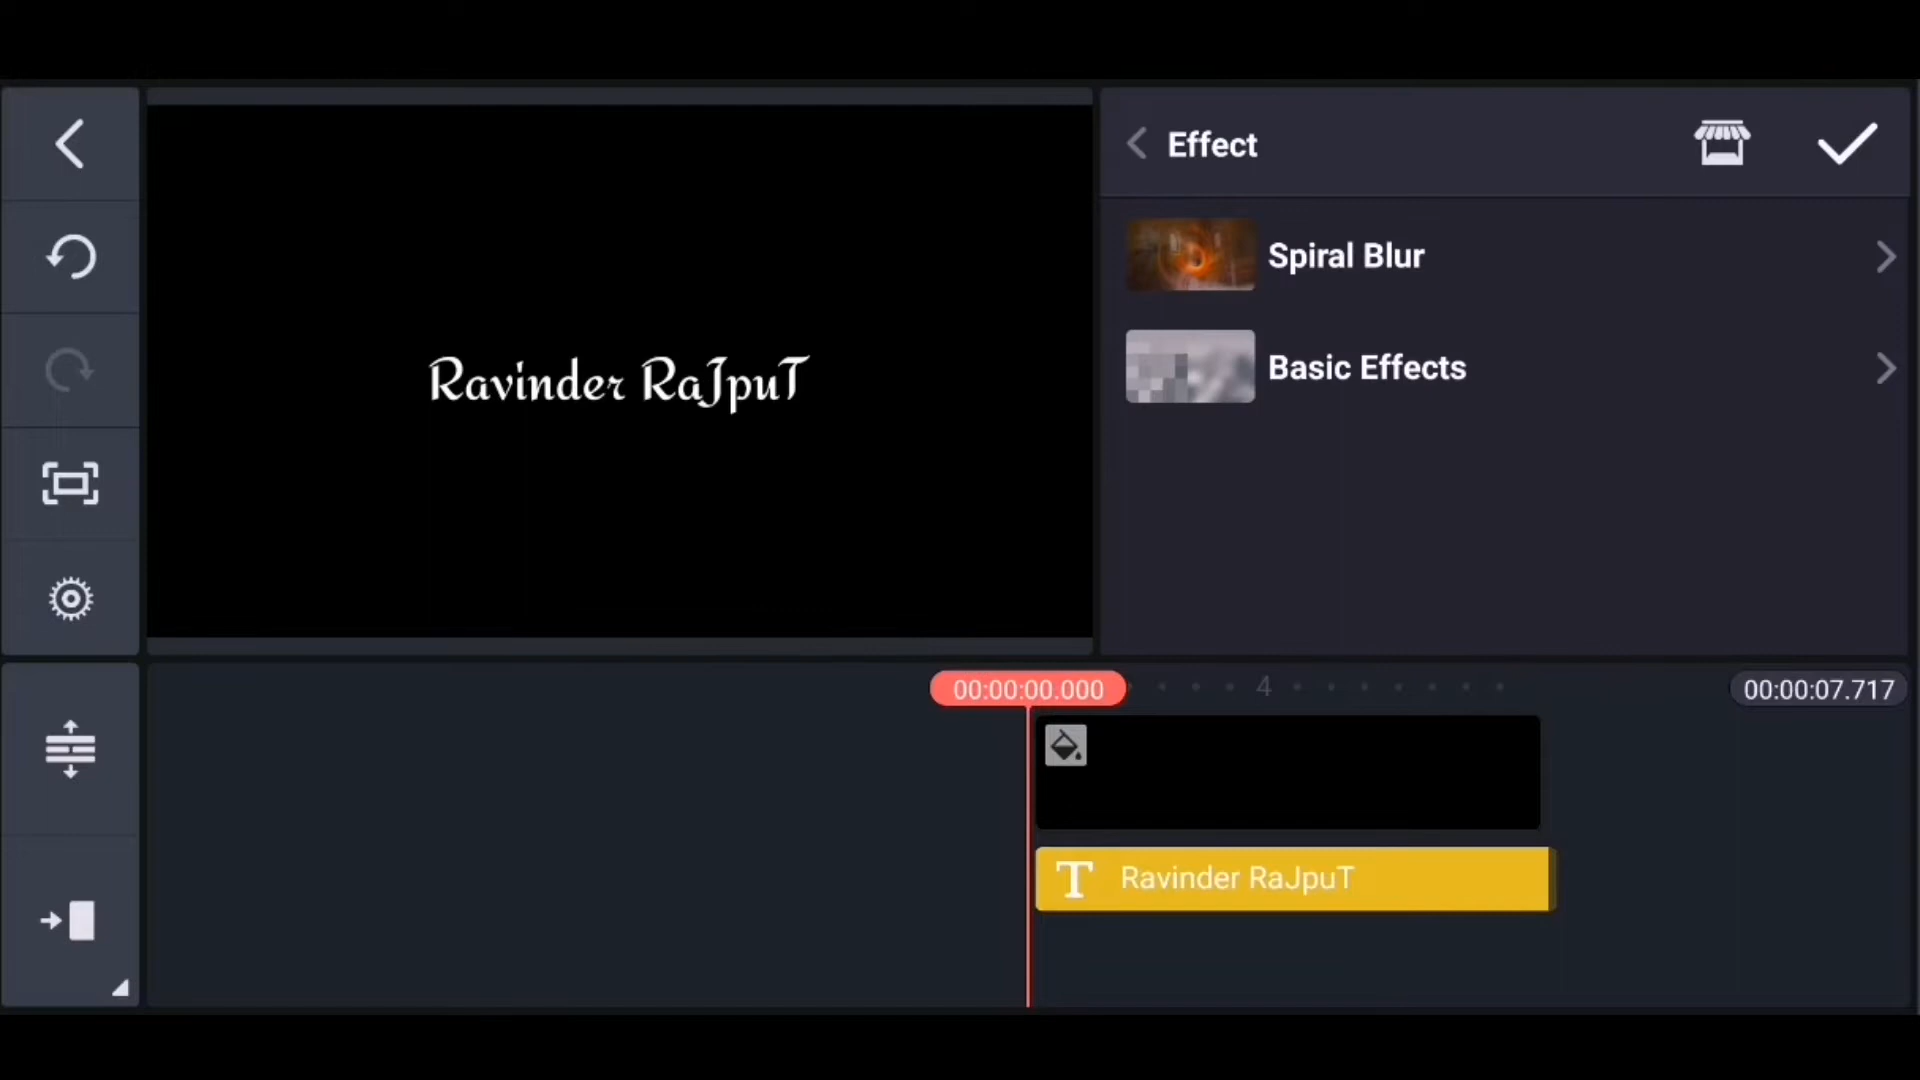 Effect
Spiral Blur
Basic Effects
Ravinder RaJpuT
00:00:00.000
4
00:00:07.717
T Ravinder RaJpuT